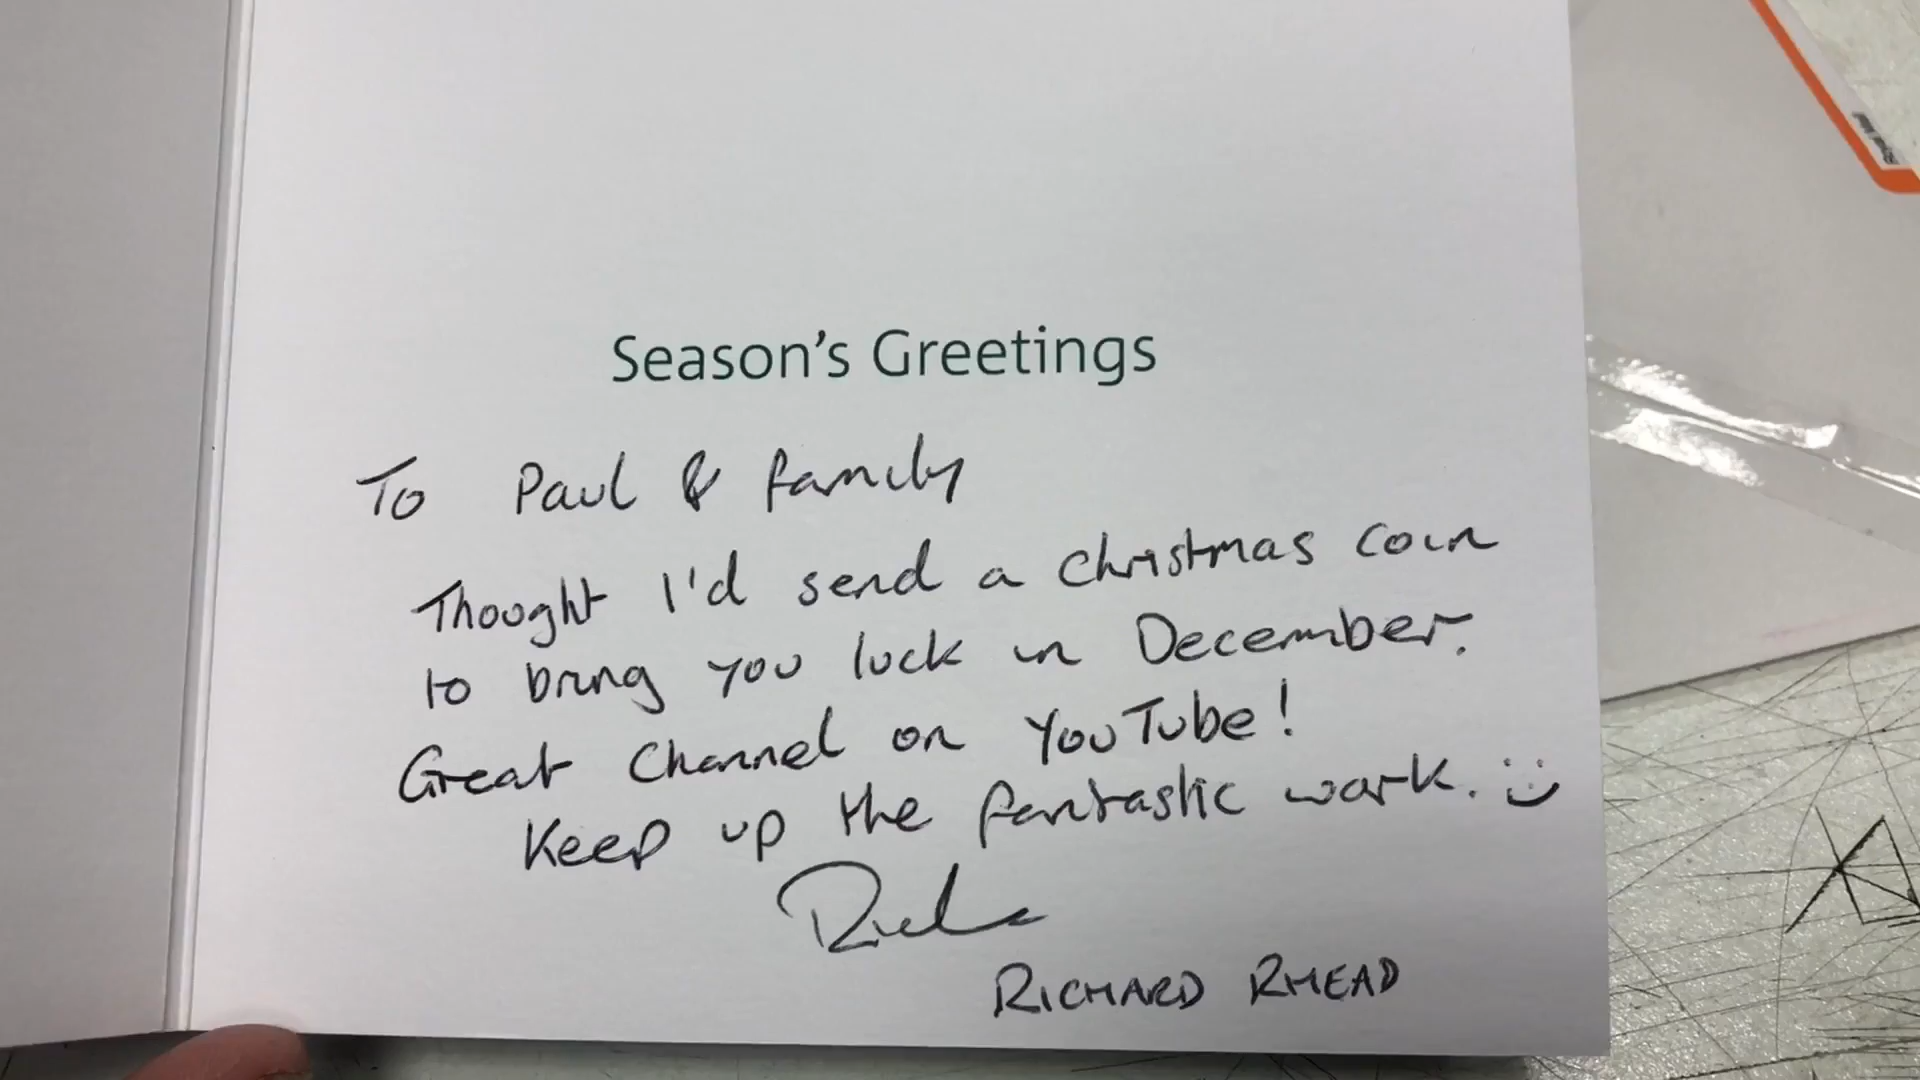 Season's Greetings
To Paul & family
Thought I'd send a Christmas coin
to bring you luck in December.
Great Channel on YouTube!
Keep up the fantastic work. :)
RICHARD RHEAD